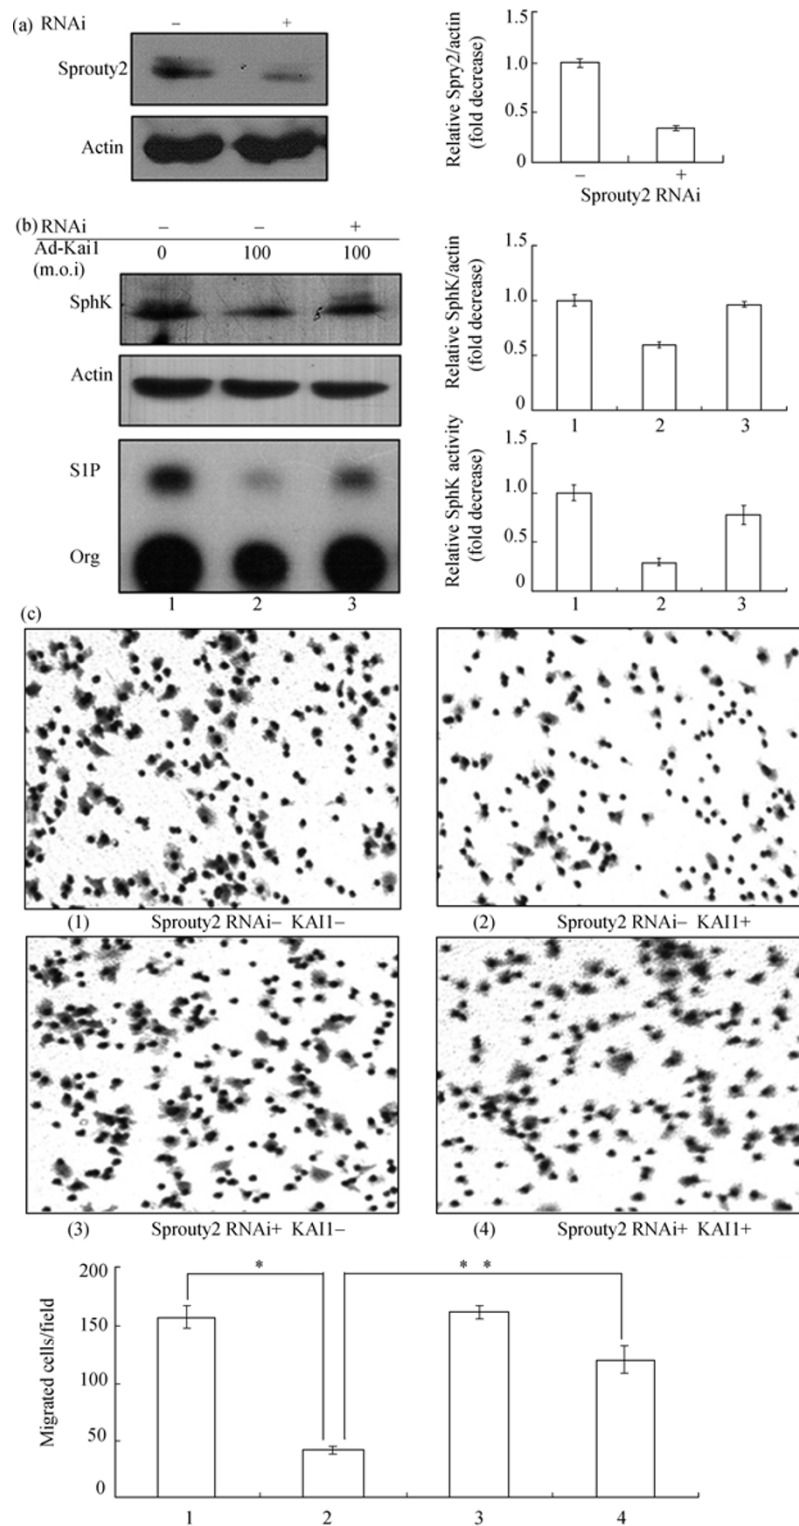 (a) RNAi – +
Sprouty2
Actin
1.5
1.0
0.5
0
Relative Spry2/actin
(fold decrease)
– +
Sprouty2 RNAi
(b) RNAi – – +
Ad-Kai1 0 100 100
(m.o.i)
SphK
Actin
S1P
Org
1 2 3
1.5
1.0
0.5
0
Relative SphK/actin
(fold decrease)
1 2 3
1.5
1.0
0.5
0
Relative SphK activity
(fold decrease)
1 2 3
(c)
(1) Sprouty2 RNAi– KAI1–
(2) Sprouty2 RNAi– KAI1+
(3) Sprouty2 RNAi+ KAI1–
(4) Sprouty2 RNAi+ KAI1+
200
150
100
50
0
Migrated cells/field
* * *
1 2 3 4